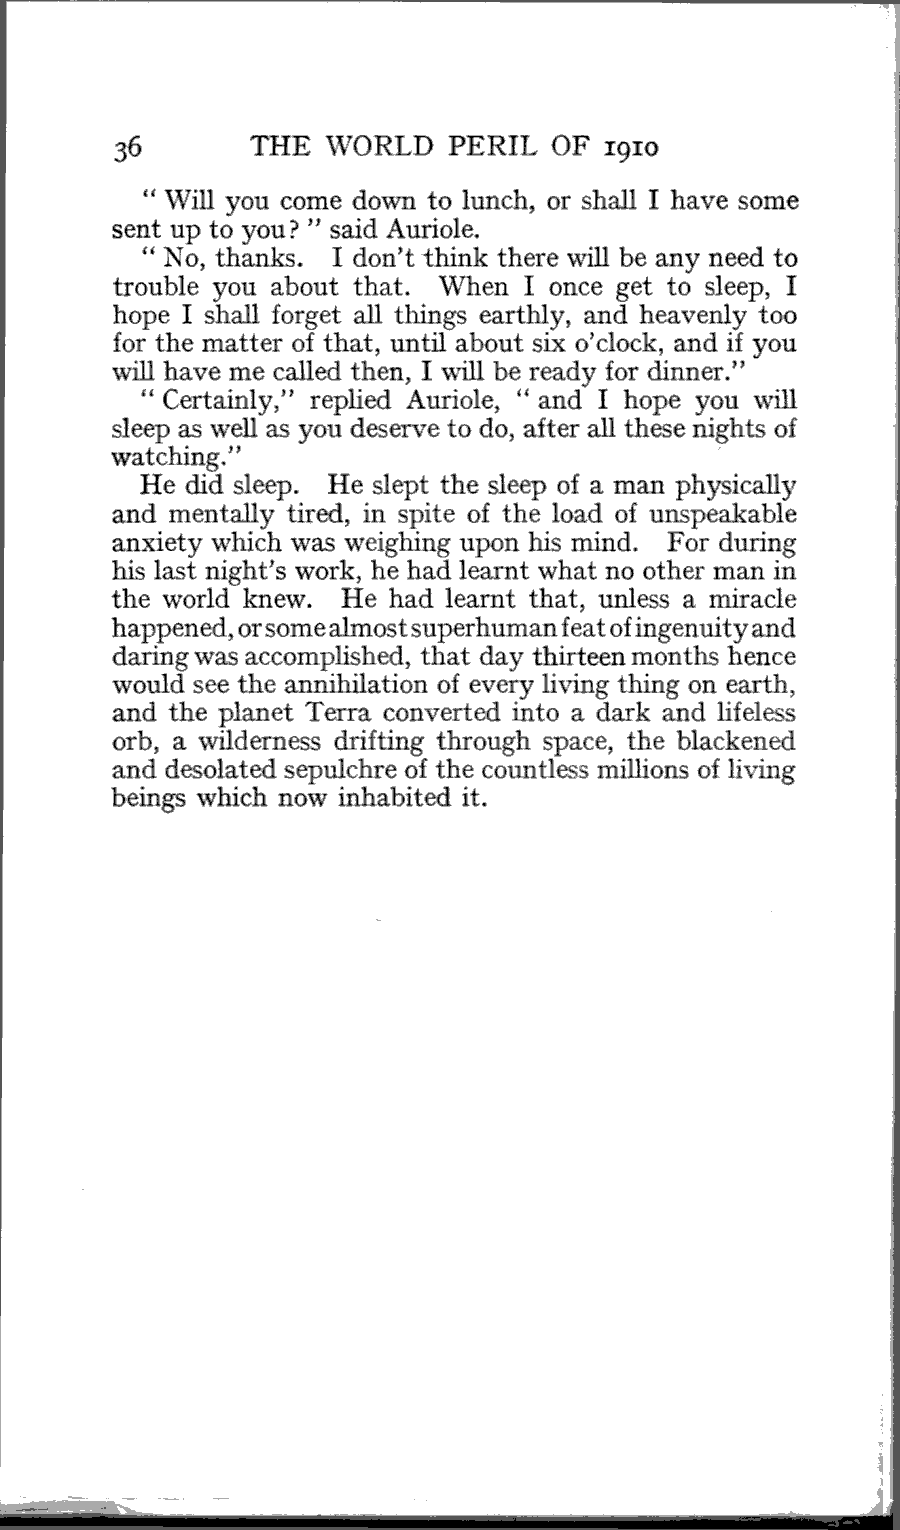 36 THE WORLD PERIL OF 1910
“ Will you come down to lunch, or shall I have some
sent up to you? ” said Auriole.
“ No, thanks. I don’t think there will be any need to
trouble you about that. When I once get to sleep, I
hope I shall forget all things earthly, and heavenly too
for the matter of that, until about six o’clock, and if you
will have me called then, I will be ready for dinner.”
“ Certainly,” replied Auriole, “ and I hope you will
sleep as well as you deserve to do, after all these nights of
watching.”
He did sleep. He slept the sleep of a man physically
and mentally tired, in spite of the load of unspeakable
anxiety which was weighing upon his mind. For during
his last night’s work, he had learnt what no other man in
the world knew. He had learnt that, unless a miracle
happened, or some almost superhuman feat of ingenuity and
daring was accomplished, that day thirteen months hence
would see the annihilation of every living thing on earth,
and the planet Terra converted into a dark and lifeless
orb, a wilderness drifting through space, the blackened
and desolated sepulchre of the countless millions of living
beings which now inhabited it.